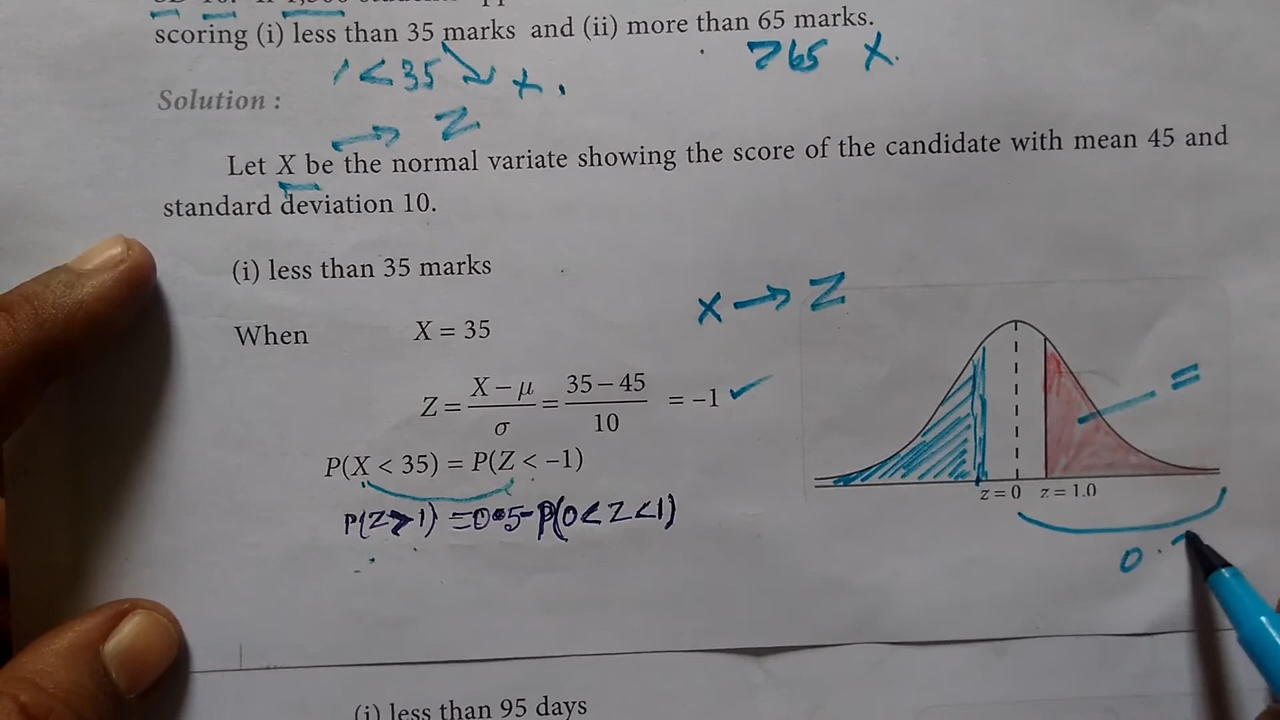 scoring (i) less than 35 marks and (ii) more than 65 marks.
<35 x.
>65 X.
Solution :
→ Z
Let X be the normal variate showing the score of the candidate with mean 45 and
standard deviation 10.
(i) less than 35 marks
X → Z
When X = 35
Z = X − μ / σ = 35 − 45 / 10 = −1 ✓
P(X < 35) = P(Z < −1)
P(Z>1) = 0.5 - P(0<Z<1)
=
z = 0 z = 1.0
0.
(i) less than 95 days